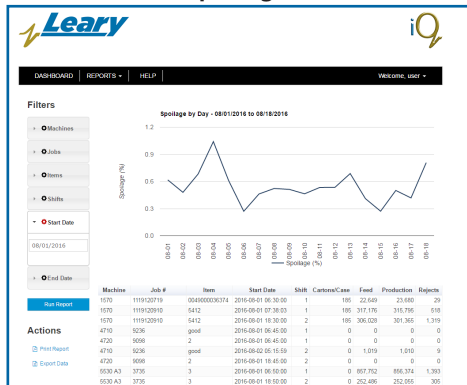 Leary
iQ
DASHBOARD REPORTS HELP Welcome, user
Filters
Machines
Jobs
Items
Shifts
Start Date
08/01/2016
End Date
Run Report
Actions
Print Report
Export Data
Spoilage by Day - 08/01/2016 to 08/18/2016
Spoilage (%)
1.2
0.9
0.6
0.3
0.0
08-01 08-02 08-03 08-04 08-05 08-06 08-07 08-08 08-09 08-10 08-11 08-12 08-13 08-14 08-15 08-16 08-17 08-18
Spoilage (%)
Machine Job # Item Start Date Shift Cartons/Case Feed Production Rejects
1570 1119120719 0049000036374 2016-08-01 06:30:00 1 185 22,649 23,680 29
1570 1119120910 5412 2016-08-01 07:38:03 1 185 317,176 315,795 518
1570 1119120910 5412 2016-08-01 18:30:00 2 185 306,028 301,365 1,319
4710 9236 good 2016-08-01 06:45:00 1 0 0 0 0
4720 9098 2 2016-08-01 06:45:00 1 0 0 0 0
4710 9236 good 2016-08-02 05:15:59 2 0 1,019 1,010 9
4720 9098 2 2016-08-01 18:45:00 2 0 0 0 0
5530 A3 3735 3 2016-08-01 06:50:00 1 0 857,752 856,374 1,393
5530 A3 3735 3 2016-08-01 18:50:00 2 0 252,486 252,055 305